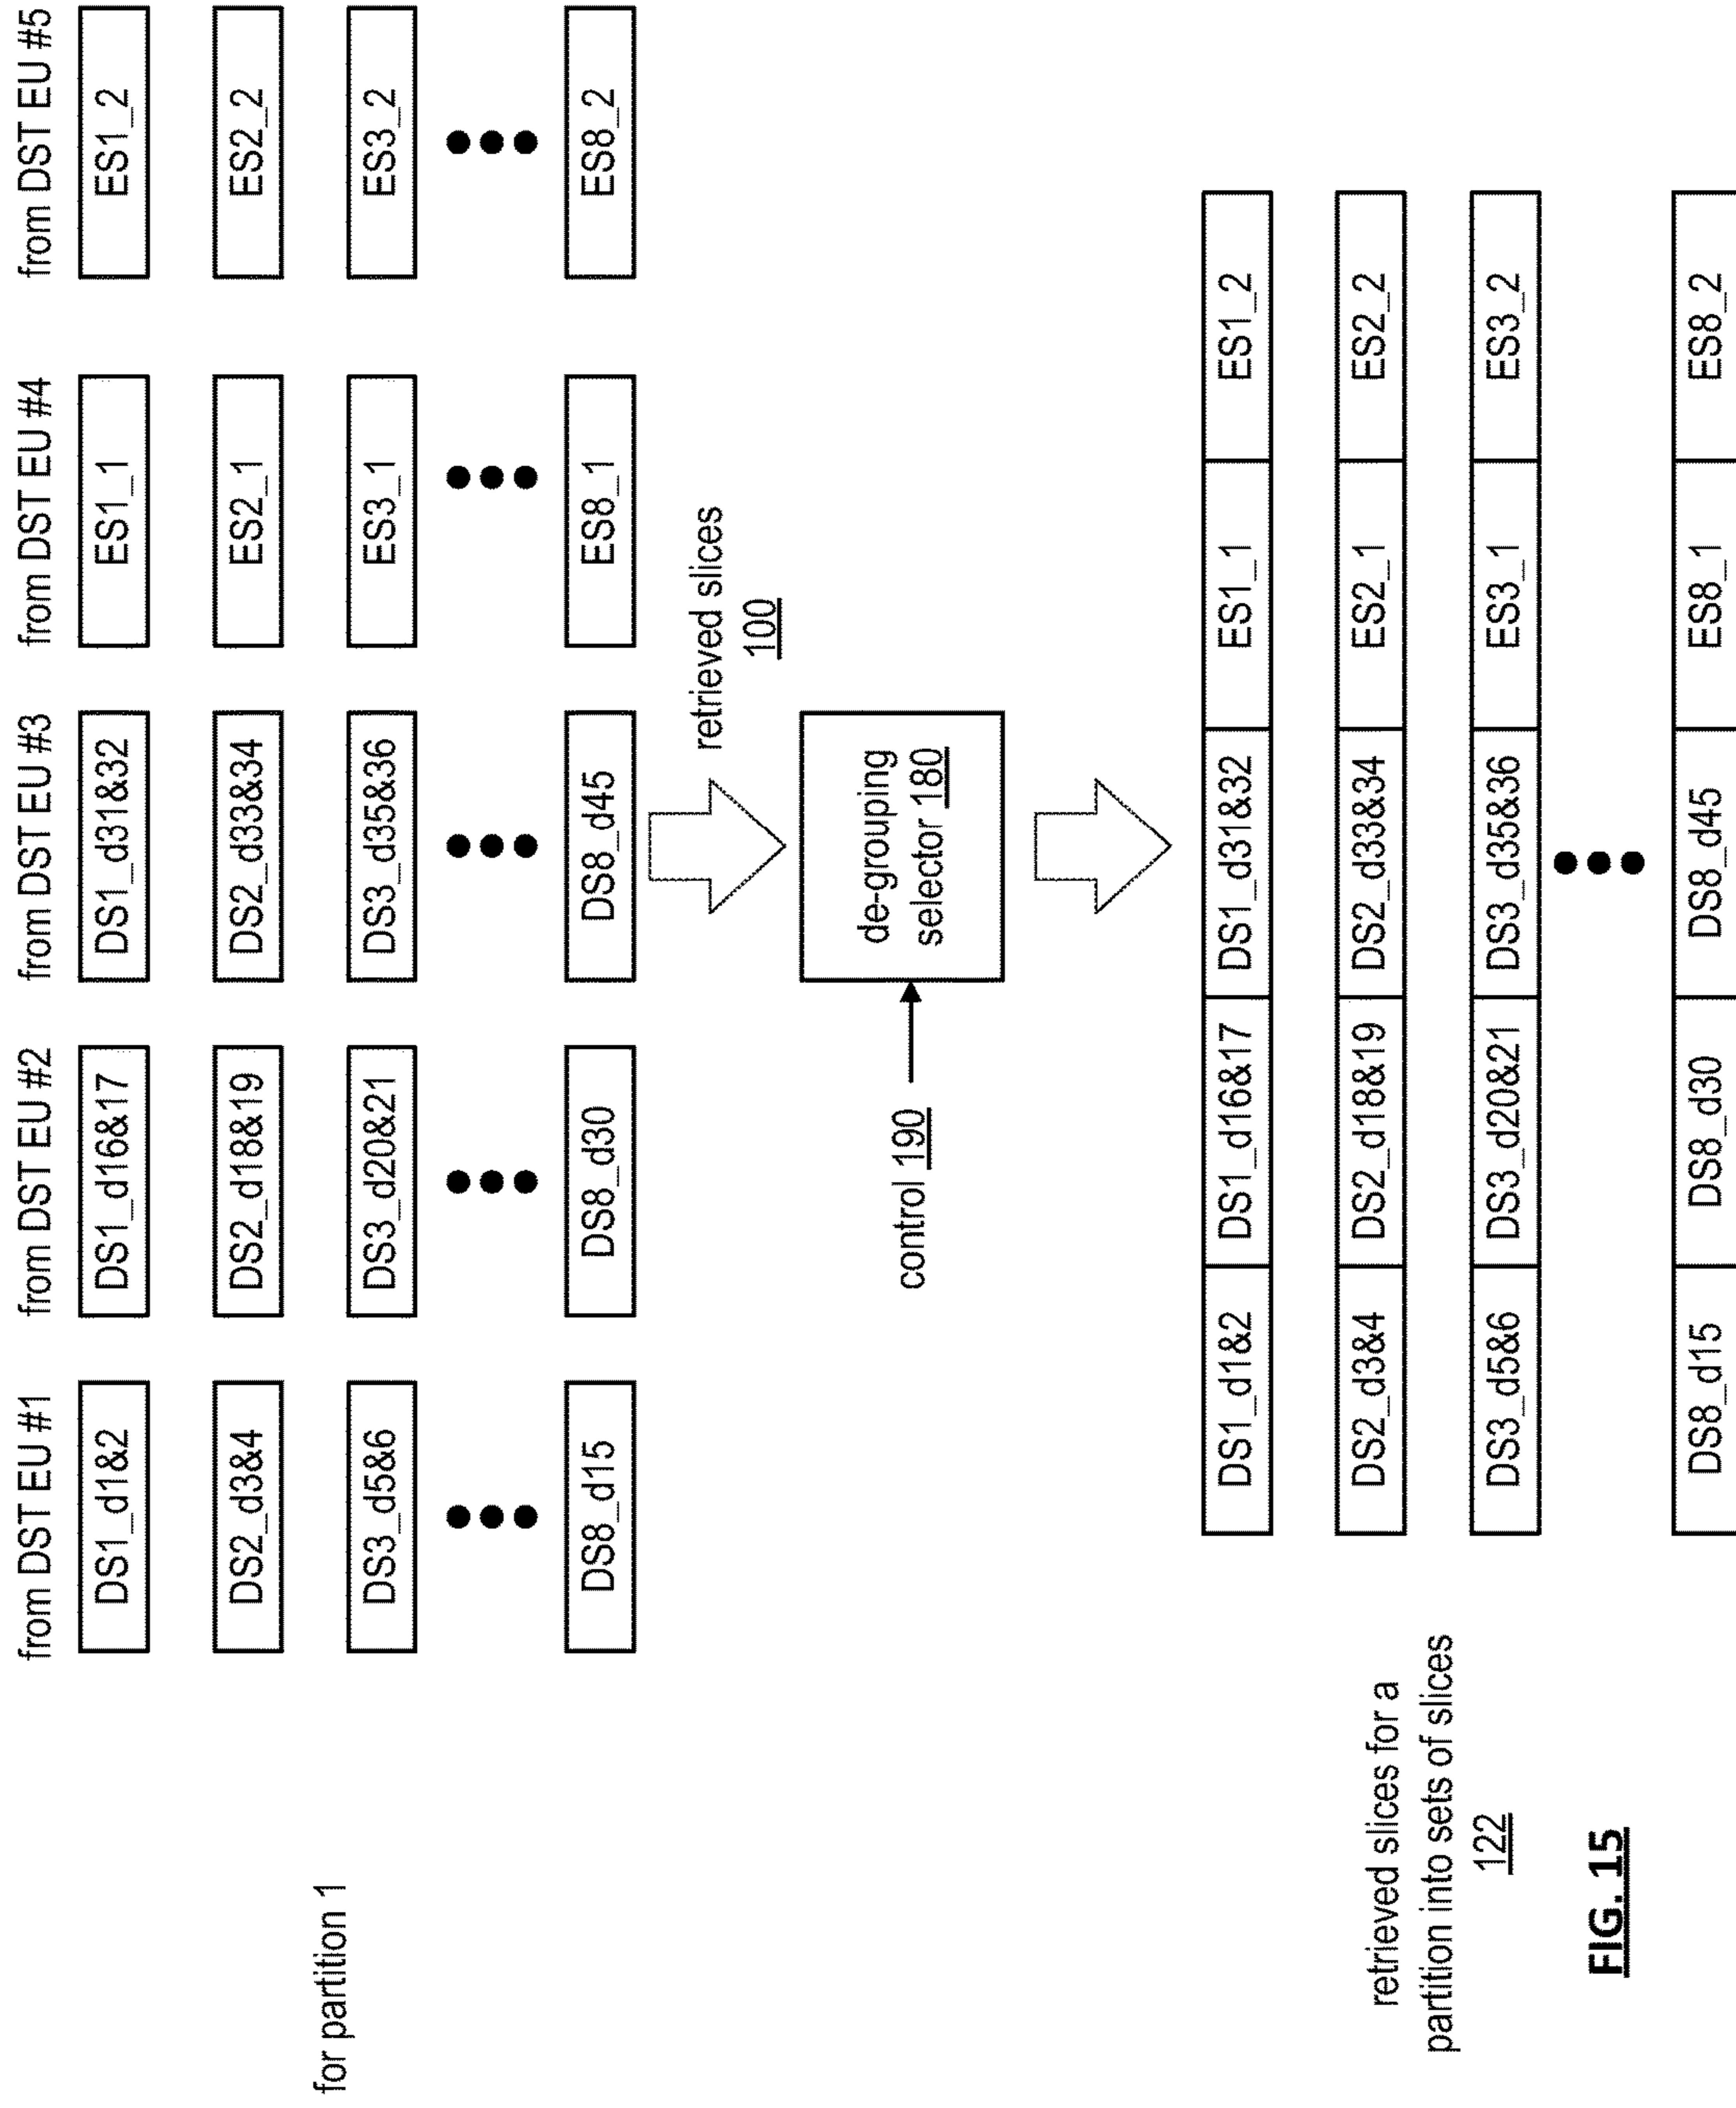 from DST EU #1
from DST EU #2
from DST EU #3
from DST EU #4
from DST EU #5
DS1_d1&2
DS1_d16&17
DS1_d31&32
ES1_1
ES1_2
DS2_d3&4
DS2_d18&19
DS2_d33&34
ES2_1
ES2_2
for partition 1
DS3_d5&6
DS3_d20&21
DS3_d35&36
ES3_1
ES3_2
DS8_d15
DS8_d30
DS8_d45
ES8_1
ES8_2
retrieved slices
100
control 190
de-grouping
selector 180
DS1_d1&2
DS1_d16&17
DS1_d31&32
ES1_1
ES1_2
retrieved slices for a
partition into sets of slices
122
DS2_d3&4
DS2_d18&19
DS2_d33&34
ES2_1
ES2_2
DS3_d5&6
DS3_d20&21
DS3_d35&36
ES3_1
ES3_2
DS8_d15
DS8_d30
DS8_d45
ES8_1
ES8_2
FIG. 15